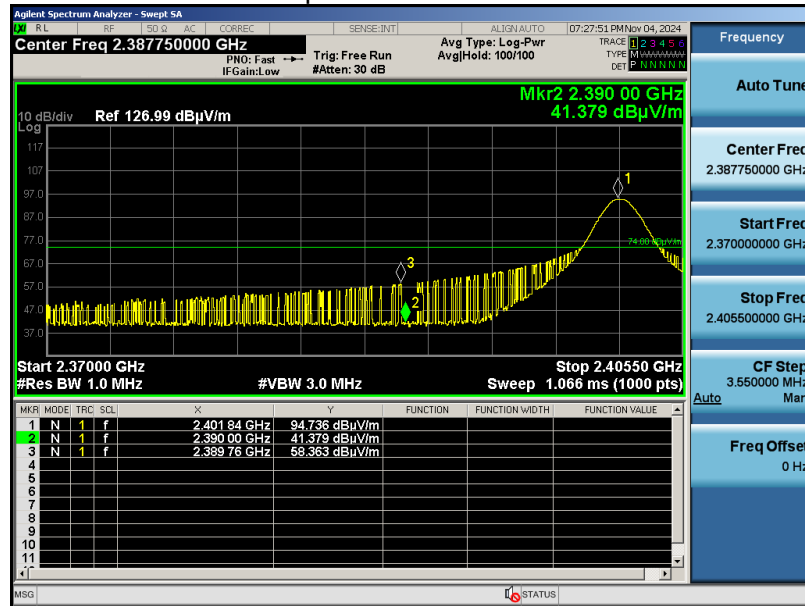 Agilent Spectrum Analyzer - Swept SA
LXI RL RF 50 Ω AC CORREC SENSE:INT ALIGN AUTO 07:27:51 PM Nov 04, 2024
Center Freq 2.387750000 GHz
PNO: Fast
IFGain:Low
Trig: Free Run
#Atten: 30 dB
Avg Type: Log-Pwr
Avg|Hold: 100/100
TRACE 1 2 3 4 5 6
TYPE M
DET P N N N N N
Mkr2 2.390 00 GHz
41.379 dBµV/m
10 dB/div Ref 126.99 dBµV/m
Log
117
107
97.0
87.0
77.0
67.0
57.0
47.0
37.0
1
3
2
74.00 dBµV/m
Start 2.37000 GHz Stop 2.40550 GHz
#Res BW 1.0 MHz #VBW 3.0 MHz Sweep 1.066 ms (1000 pts)
MKR MODE TRC SCL X Y FUNCTION FUNCTION WIDTH FUNCTION VALUE
1 N 1 f 2.401 84 GHz 94.736 dBµV/m
2 N 1 f 2.390 00 GHz 41.379 dBµV/m
3 N 1 f 2.389 76 GHz 58.363 dBµV/m
4
5
6
7
8
9
10
11
MSG STATUS
Frequency
Auto Tune
Center Freq
2.387750000 GHz
Start Freq
2.370000000 GHz
Stop Freq
2.405500000 GHz
CF Step
3.550000 MHz
Auto Man
Freq Offset
0 Hz